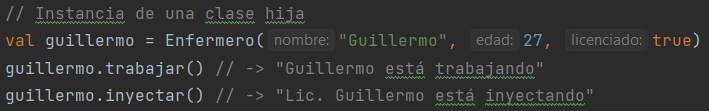 // Instancia de una clase hija
val guillermo = Enfermero( nombre: "Guillermo", edad: 27, licenciado: true)
guillermo.trabajar() // -> "Guillermo está trabajando"
guillermo.inyectar() // -> "Lic. Guillermo está inyectando"